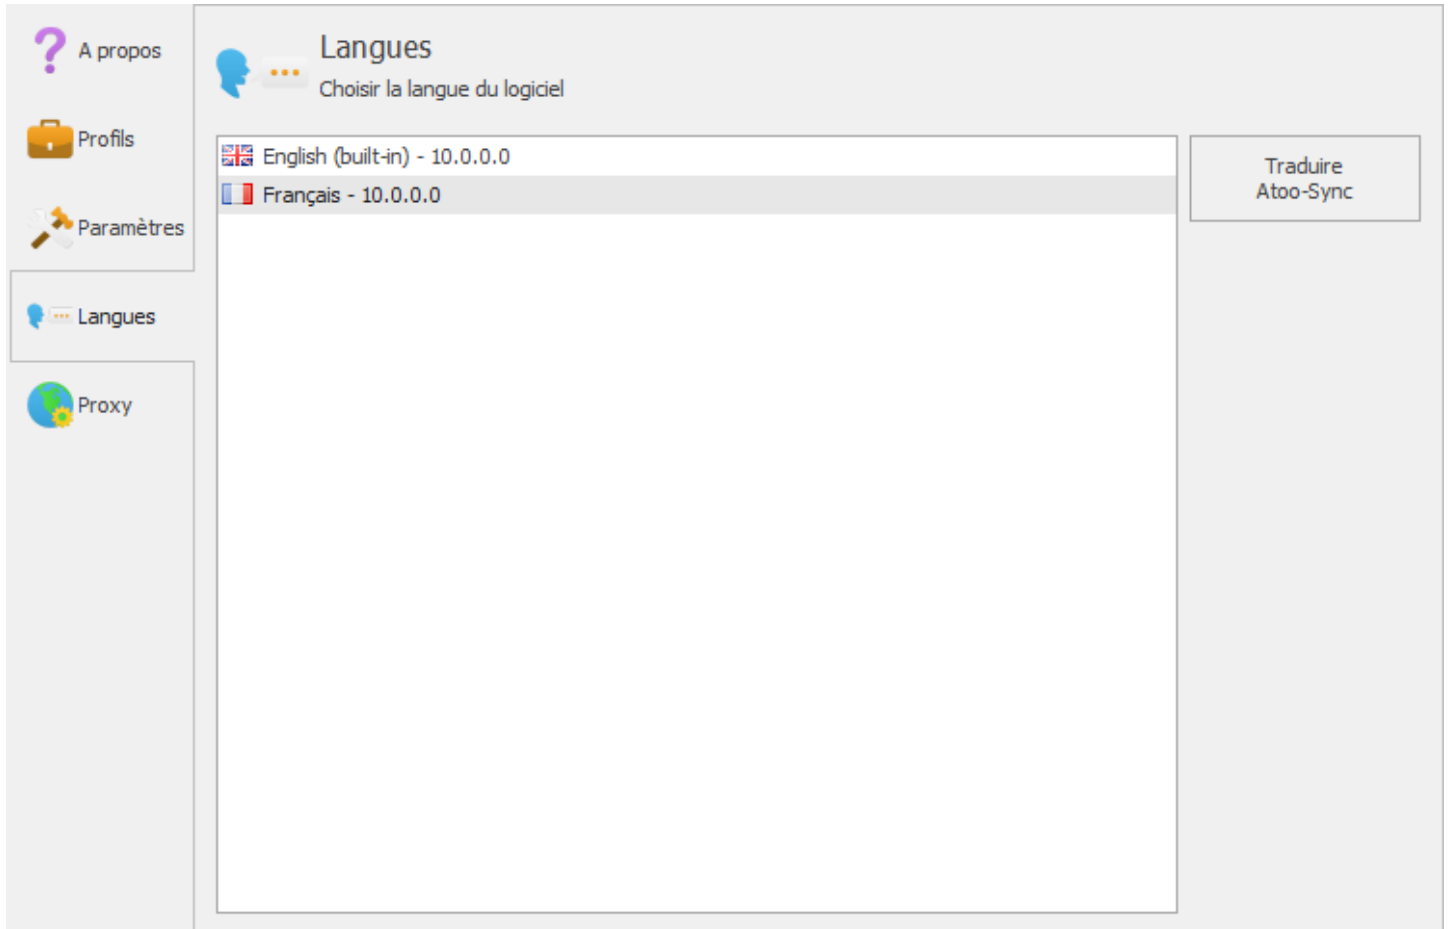 A propos
Profils
Paramètres
Langues
Proxy
Langues
Choisir la langue du logiciel
English (built-in) - 10.0.0.0
Français - 10.0.0.0
Traduire
Atoo-Sync